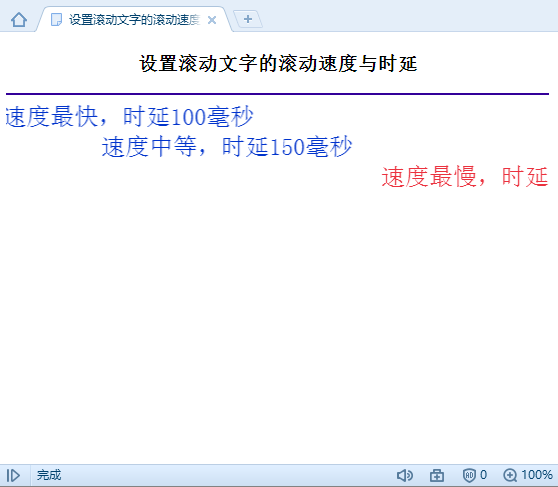 设置滚动文字的滚动速度
设置滚动文字的滚动速度与时延
速度最快，时延100毫秒
速度中等，时延150毫秒
速度最慢，时延
完成
0
100%